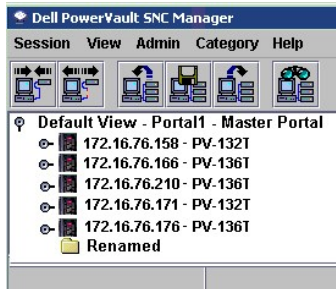 Dell PowerVault SNC Manager
Session View Admin Category Help
Default View - Portal1 - Master Portal
172.16.76.158 - PV-132T
172.16.76.166 - PV-136T
172.16.76.210 - PV-136T
172.16.76.171 - PV-132T
172.16.76.176 - PV-136T
Renamed